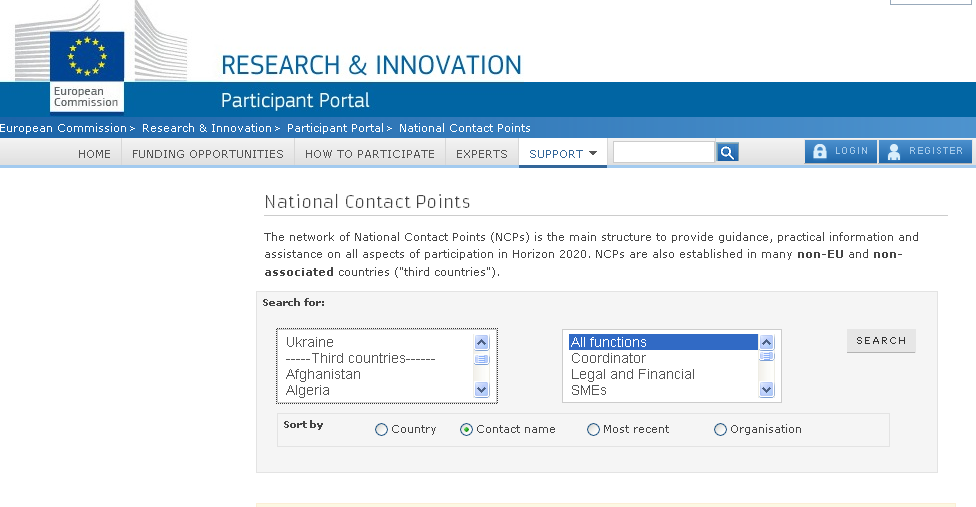 RESEARCH & INNOVATION
European
Commission
Participant Portal
European Commission > Research & Innovation > Participant Portal > National Contact Points
HOME FUNDING OPPORTUNITIES HOW TO PARTICIPATE EXPERTS SUPPORT LOGIN REGISTER
National Contact Points
The network of National Contact Points (NCPs) is the main structure to provide guidance, practical information and
assistance on all aspects of participation in Horizon 2020. NCPs are also established in many non-EU and non-
associated countries ("third countries").
Search for:
Ukraine
-----Third countries------
Afghanistan
Algeria
All functions
Coordinator
Legal and Financial
SMEs
SEARCH
Sort by Country Contact name Most recent Organisation